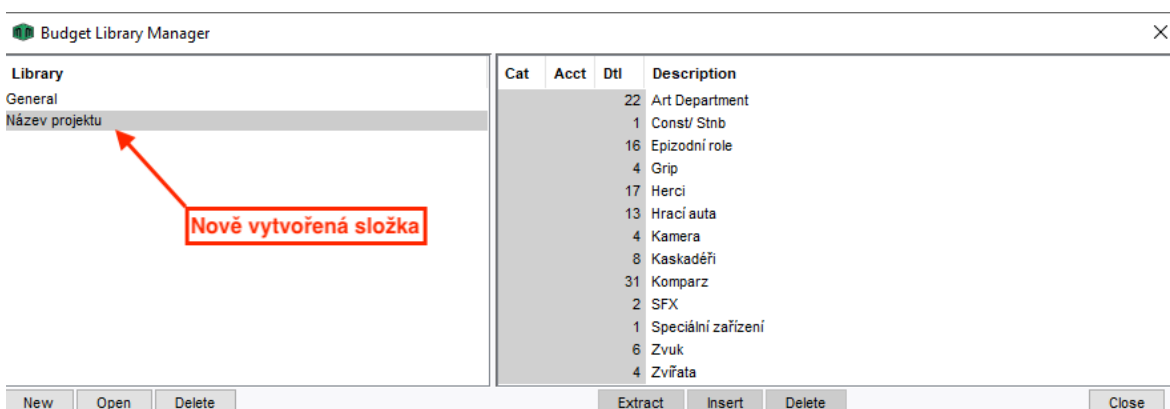 Budget Library Manager
Library
General
Název projektu
Nově vytvořená složka
Cat Acct Dtl Description
22 Art Department
1 Const/ Stnb
16 Epizodní role
4 Grip
17 Herci
13 Hrací auta
4 Kamera
8 Kaskadéři
31 Komparz
2 SFX
1 Speciální zařízení
6 Zvuk
4 Zvířata
New Open Delete Extract Insert Delete Close